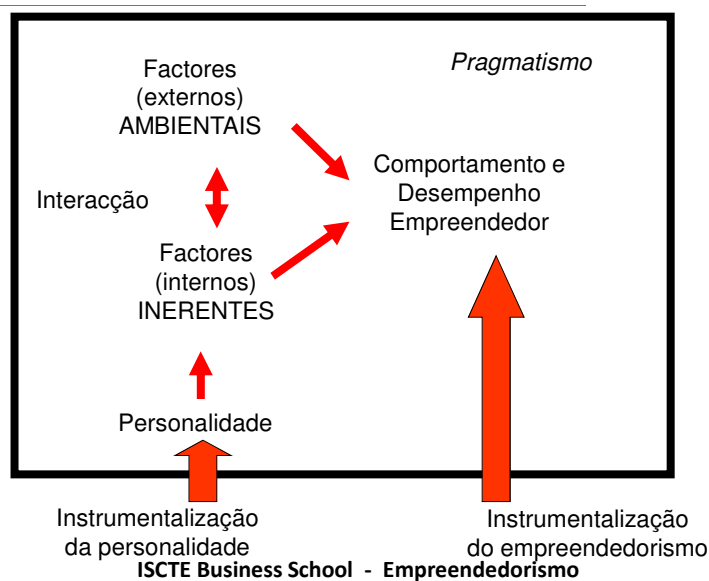 Factores
(externos)
AMBIENTAIS
Pragmatismo
Comportamento e
Desempenho
Empreendedor
Interacção
Factores
(internos)
INERENTES
Personalidade
Instrumentalização
da personalidade
Instrumentalização
do empreendedorismo
ISCTE Business School - Empreendedorismo